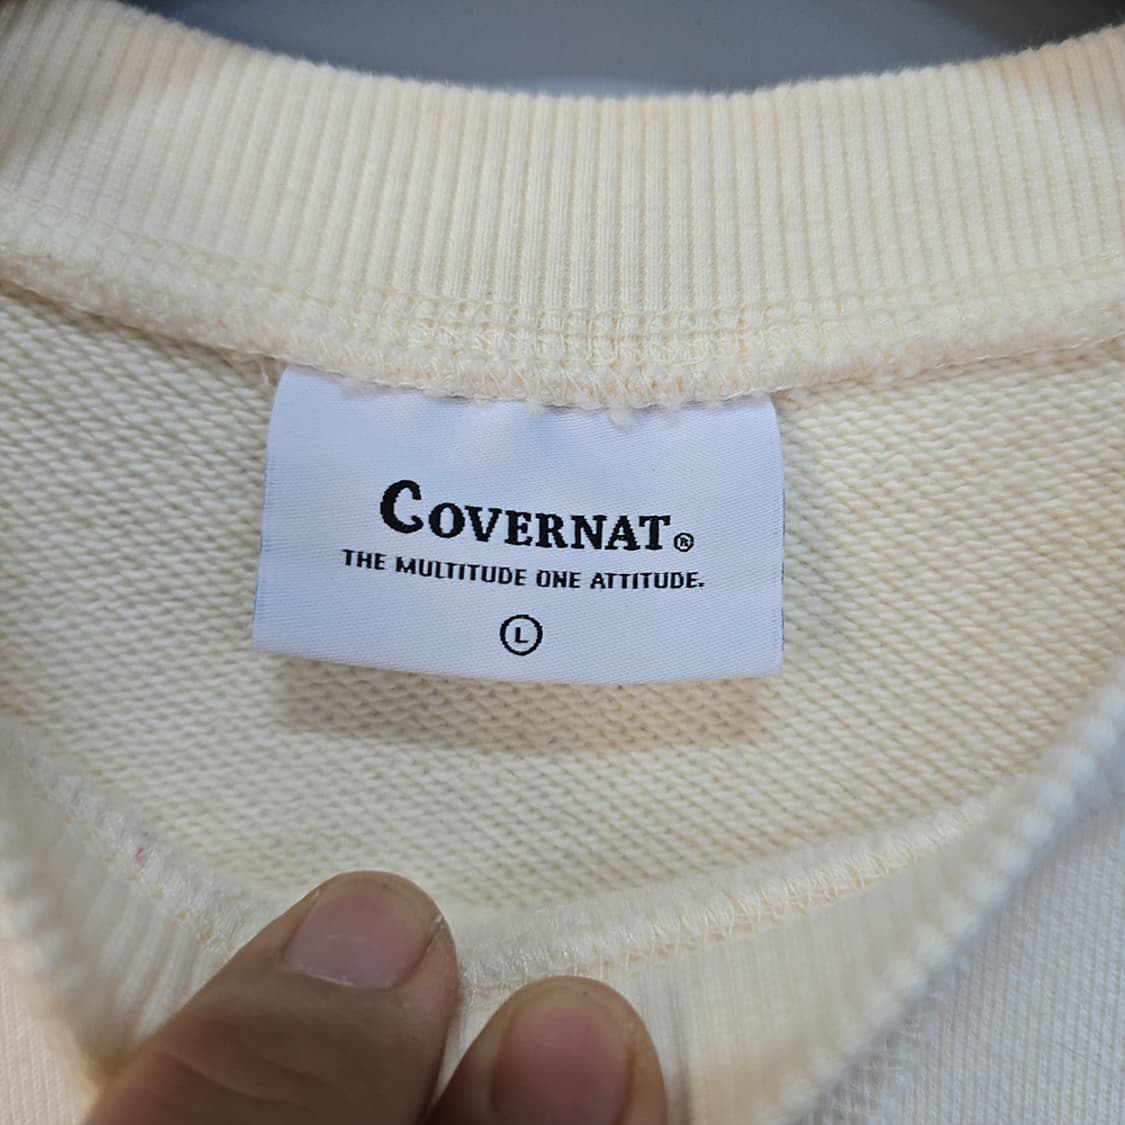 COVERNAT®
THE MULTITUDE ONE ATTITUDE.
L